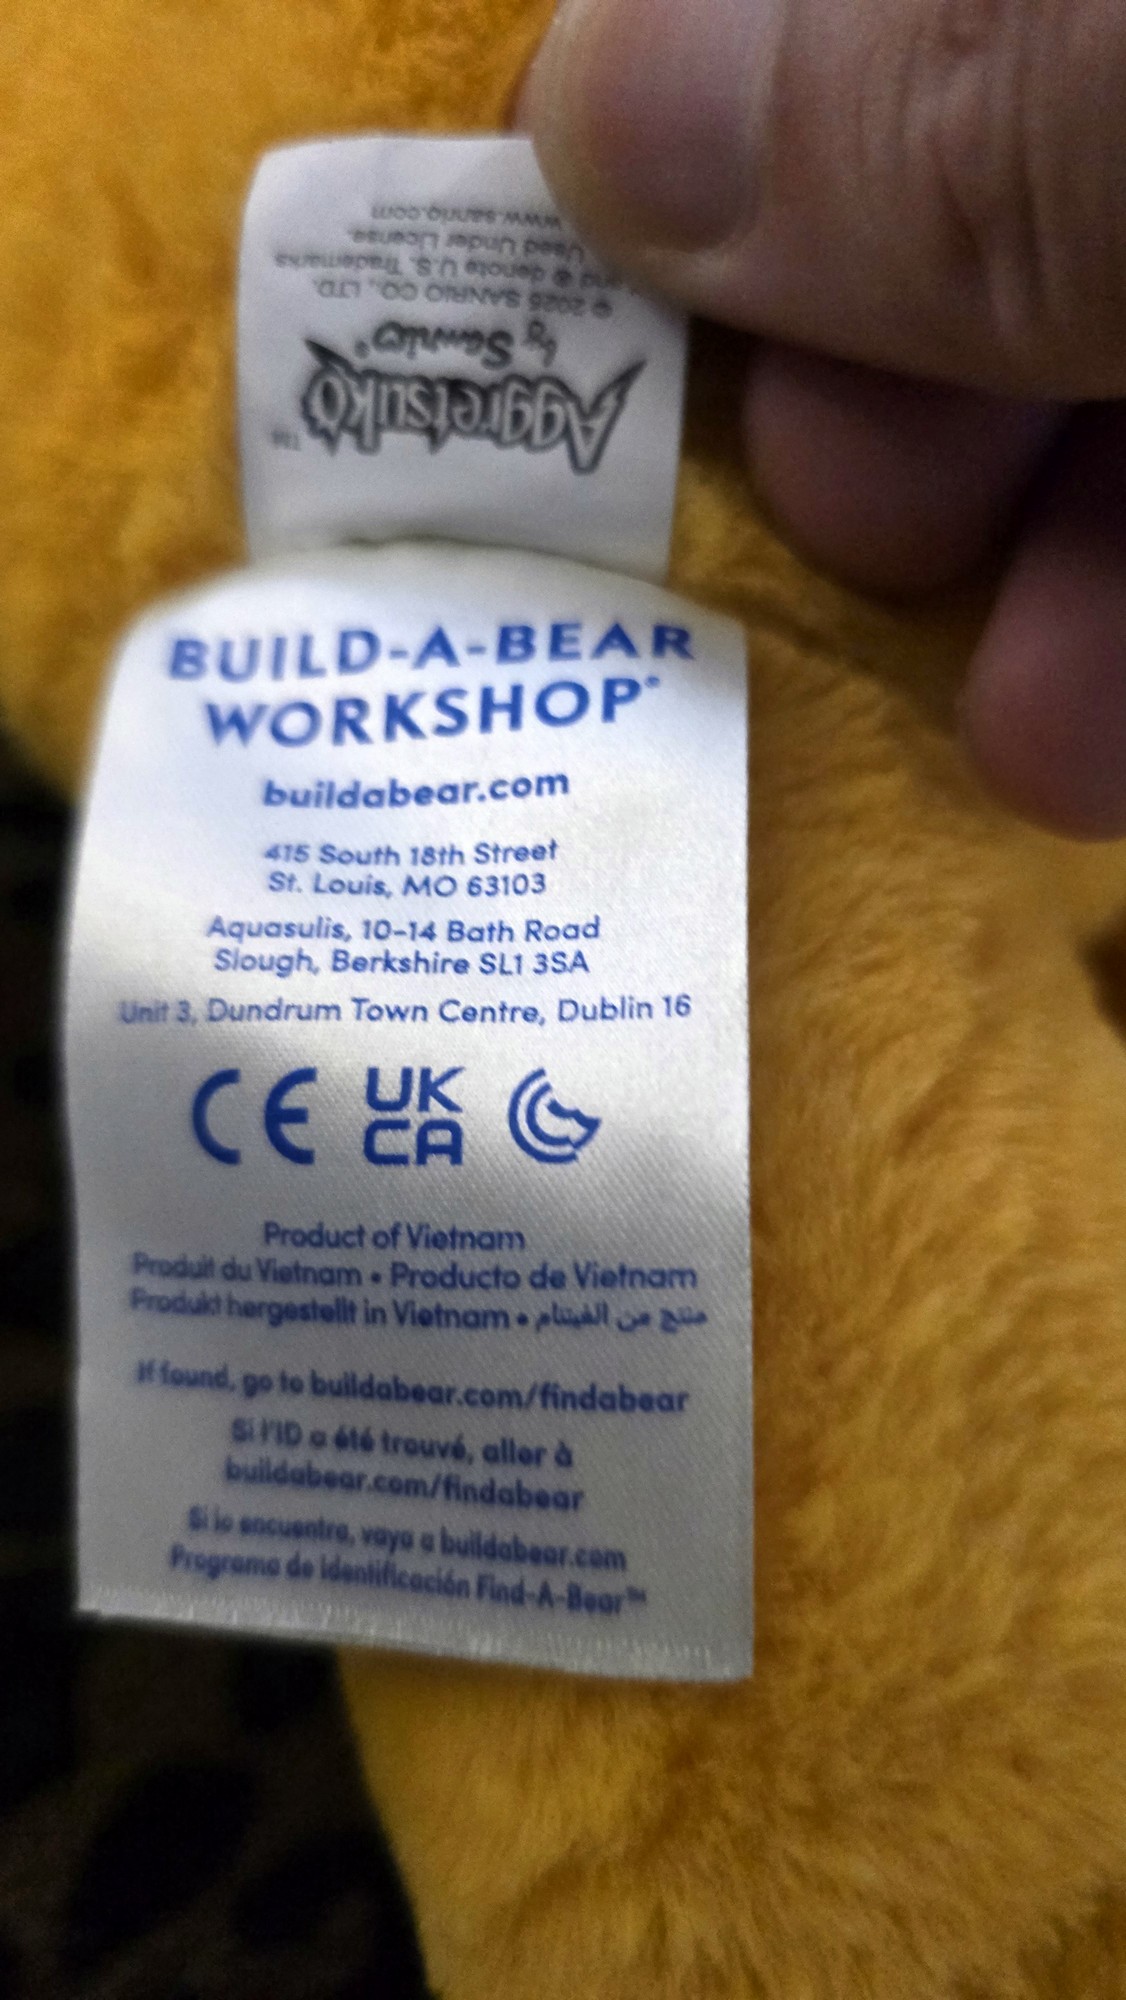 Aggretsuko™
by Sanrio®
© 2025 SANRIO CO., LTD.
and ® denote U.S. Trademarks
Used Under License.
www.sanrio.com
BUILD-A-BEAR
WORKSHOP®
buildabear.com
415 South 18th Street
St. Louis, MO 63103
Aquasulis, 10-14 Bath Road
Slough, Berkshire SL1 3SA
Unit 3, Dundrum Town Centre, Dublin 16
CE UK
CA
Product of Vietnam
Produit du Vietnam • Producto de Vietnam
Produkt hergestellt in Vietnam • منتج من الفيتنام
If found, go to buildabear.com/findabear
Si l'ID a été trouvé, aller à
buildabear.com/findabear
Si lo encuentra, vaya a buildabear.com
Programa de identificación Find-A-Bear™